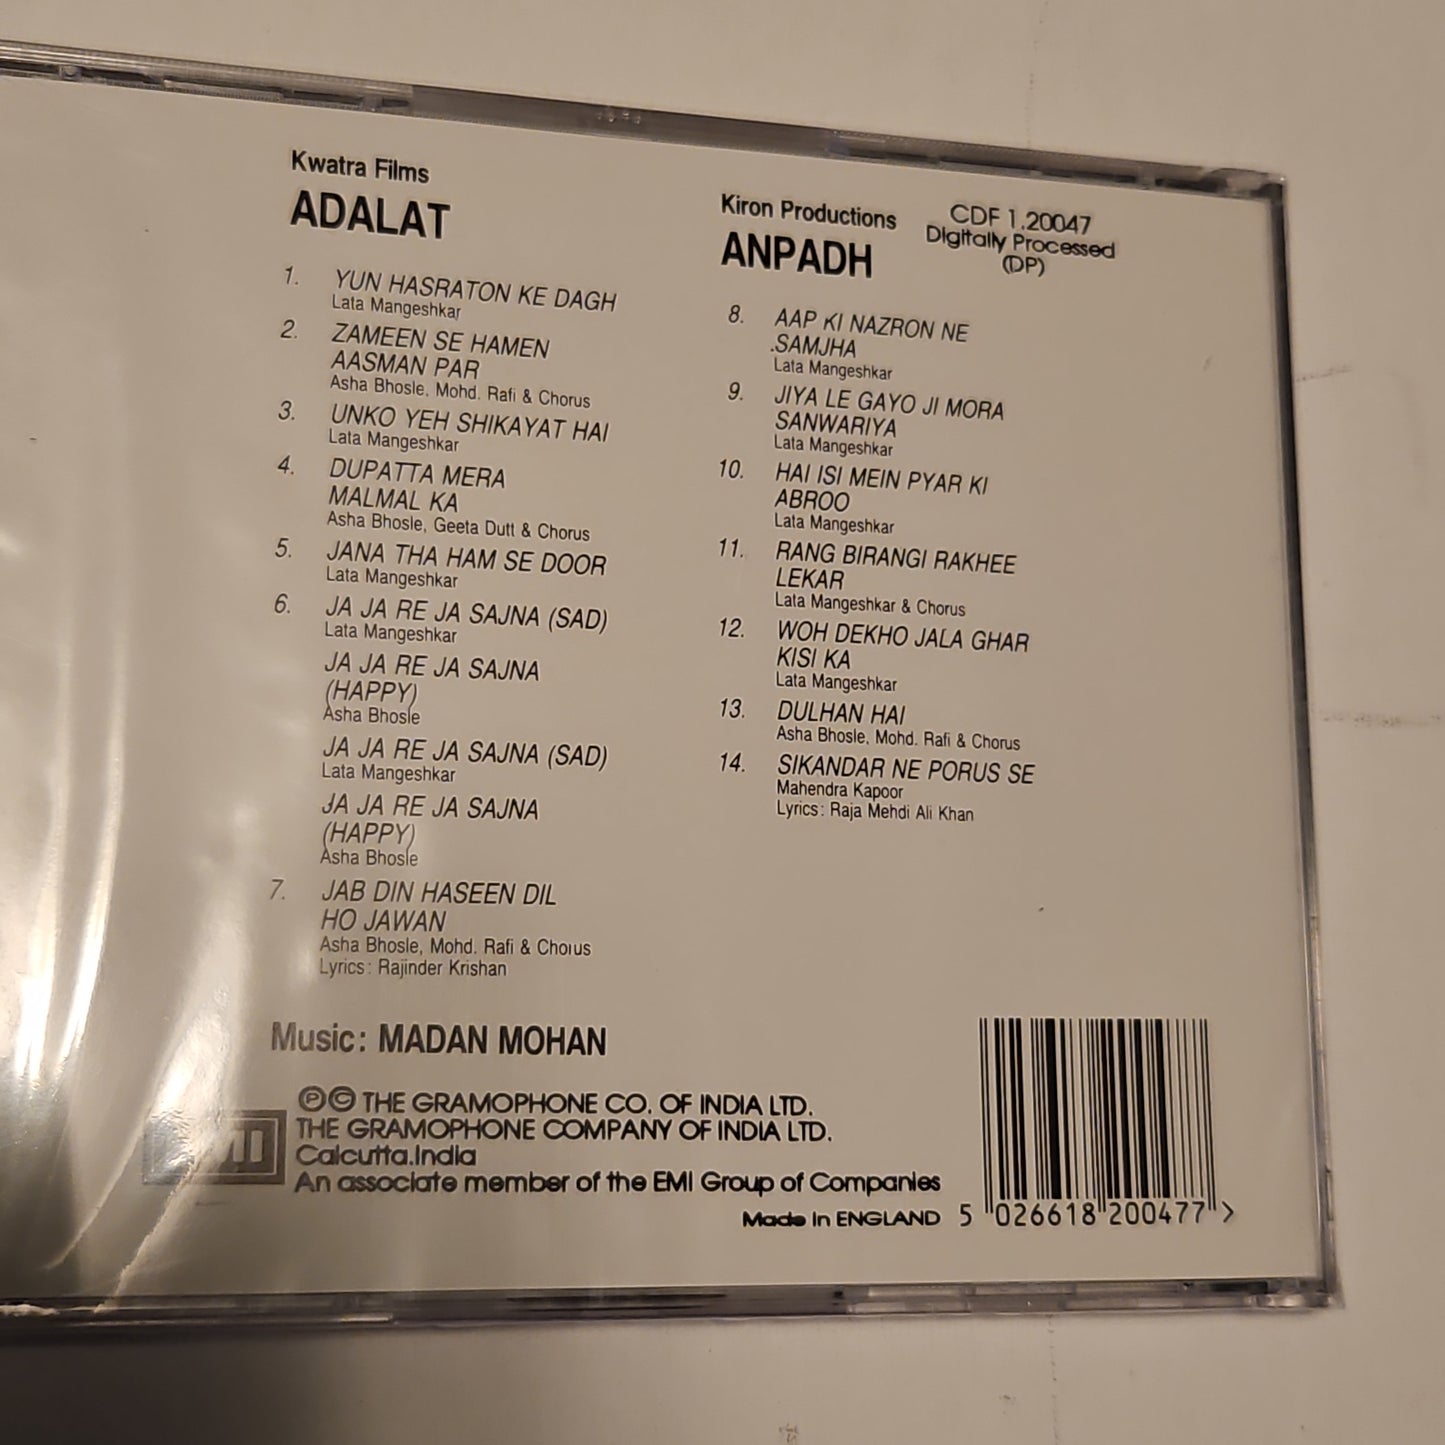 Kwatra Films
ADALAT
1. YUN HASRATON KE DAGH
Lata Mangeshkar
2. ZAMEEN SE HAMEN
AASMAN PAR
Asha Bhosle, Mohd. Rafi & Chorus
3. UNKO YEH SHIKAYAT HAI
Lata Mangeshkar
4. DUPATTA MERA
MALMAL KA
Asha Bhosle, Geeta Dutt & Chorus
5. JANA THA HAM SE DOOR
Lata Mangeshkar
6. JA JA RE JA SAJNA (SAD)
Lata Mangeshkar
JA JA RE JA SAJNA
(HAPPY)
Asha Bhosle
JA JA RE JA SAJNA (SAD)
Lata Mangeshkar
JA JA RE JA SAJNA
(HAPPY)
Asha Bhosle
7. JAB DIN HASEEN DIL
HO JAWAN
Asha Bhosle, Mohd. Rafi & Chorus
Lyrics: Rajinder Krishan
Kiron Productions
ANPADH
CDF 1.20047
Digitally Processed
(DP)
8. AAP KI NAZRON NE
SAMJHA
Lata Mangeshkar
9. JIYA LE GAYO JI MORA
SANWARIYA
Lata Mangeshkar
10. HAI ISI MEIN PYAR KI
ABROO
Lata Mangeshkar
11. RANG BIRANGI RAKHEE
LEKAR
Lata Mangeshkar & Chorus
12. WOH DEKHO JALA GHAR
KISI KA
Lata Mangeshkar
13. DULHAN HAI
Asha Bhosle, Mohd. Rafi & Chorus
14. SIKANDAR NE PORUS SE
Mahendra Kapoor
Lyrics: Raja Mehdi Ali Khan
Music: MADAN MOHAN
℗© THE GRAMOPHONE CO. OF INDIA LTD.
THE GRAMOPHONE COMPANY OF INDIA LTD.
Calcutta.India
An associate member of the EMI Group of Companies
Made in ENGLAND
5 026618 200477 >